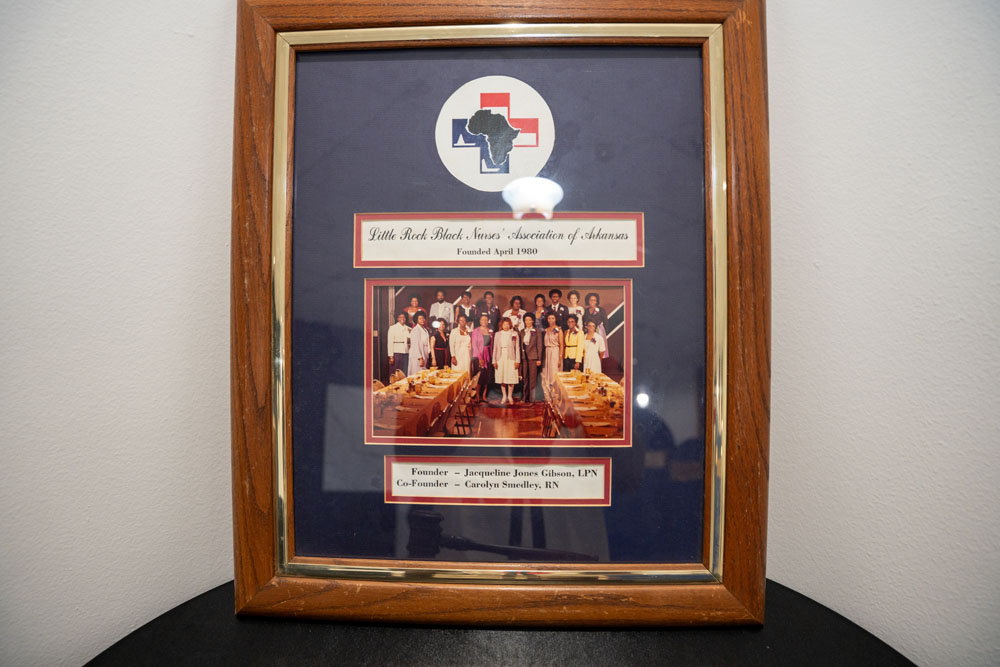 Little Rock Black Nurses' Association of Arkansas
Founded April 1980
Founder – Jacqueline Jones Gibson, LPN
Co-Founder – Carolyn Smedley, RN